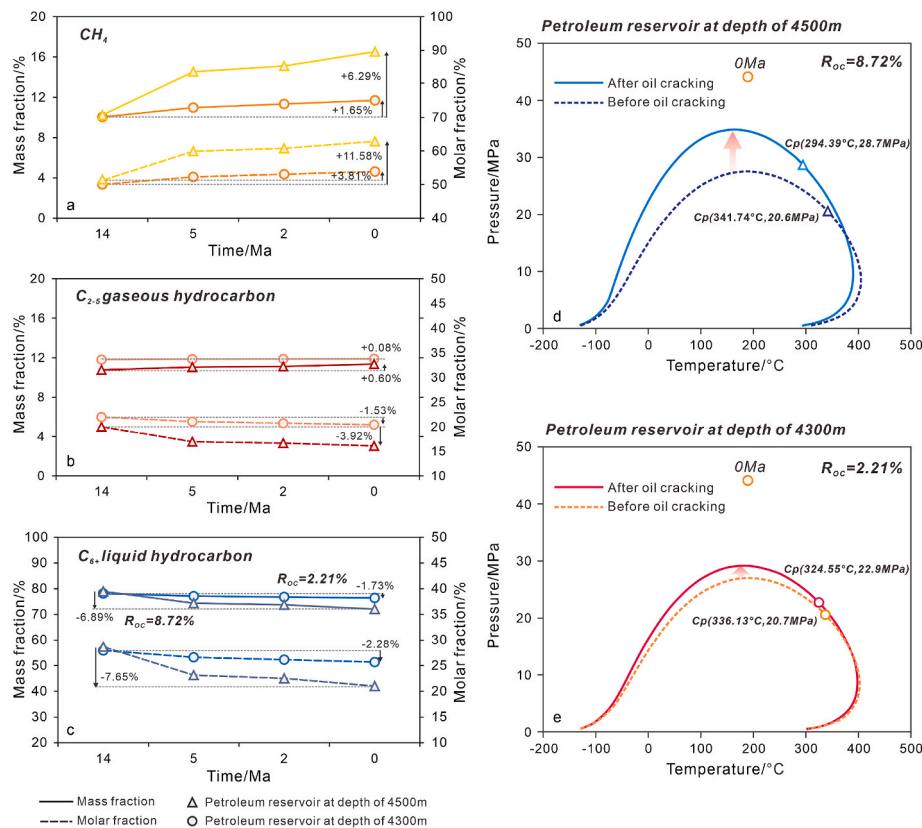 CH4
Mass fraction/%
Molar fraction/%
20
16
12
8
4
0
100
90
80
70
60
50
40
+6.29%
+1.65%
+11.58%
+3.81%
a
14
5
2
0
Time/Ma
C2-5 gaseous hydrocarbon
Mass fraction/%
Molar fraction/%
20
16
12
8
4
0
50
45
40
35
30
25
20
15
10
+0.08%
+0.60%
-1.53%
-3.92%
b
14
5
2
0
Time/Ma
C6+ liquid hydrocarbon
Mass fraction/%
Molar fraction/%
100
90
80
70
60
50
40
30
20
50
45
40
35
30
25
20
15
10
Roc=2.21%
-1.73%
-6.89%
Roc=8.72%
-2.28%
-7.65%
c
14
5
2
0
Time/Ma
Mass fraction
Petroleum reservoir at depth of 4500m
Molar fraction
Petroleum reservoir at depth of 4300m
Petroleum reservoir at depth of 4500m
Pressure/MPa
50
40
30
20
10
0
0Ma
Roc=8.72%
After oil cracking
Before oil cracking
Cp(294.39°C,28.7MPa)
Cp(341.74°C,20.6MPa)
d
-200
-100
0
100
200
300
400
500
Temperature/°C
Petroleum reservoir at depth of 4300m
Pressure/MPa
50
40
30
20
10
0
0Ma
Roc=2.21%
After oil cracking
Before oil cracking
Cp(324.55°C,22.9MPa)
Cp(336.13°C,20.7MPa)
e
-200
-100
0
100
200
300
400
500
Temperature/°C